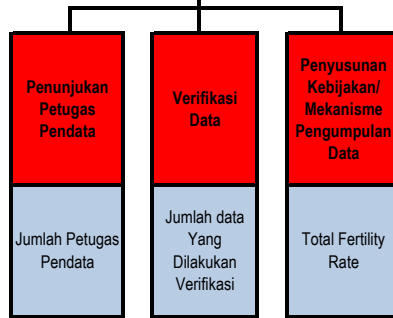 Penunjukan
Petugas
Pendata
Jumlah Petugas
Pendata
Verifikasi
Data
Jumlah data
Yang
Dilakukan
Verifikasi
Penyusunan
Kebijakan/
Mekanisme
Pengumpulan
Data
Total Fertility
Rate